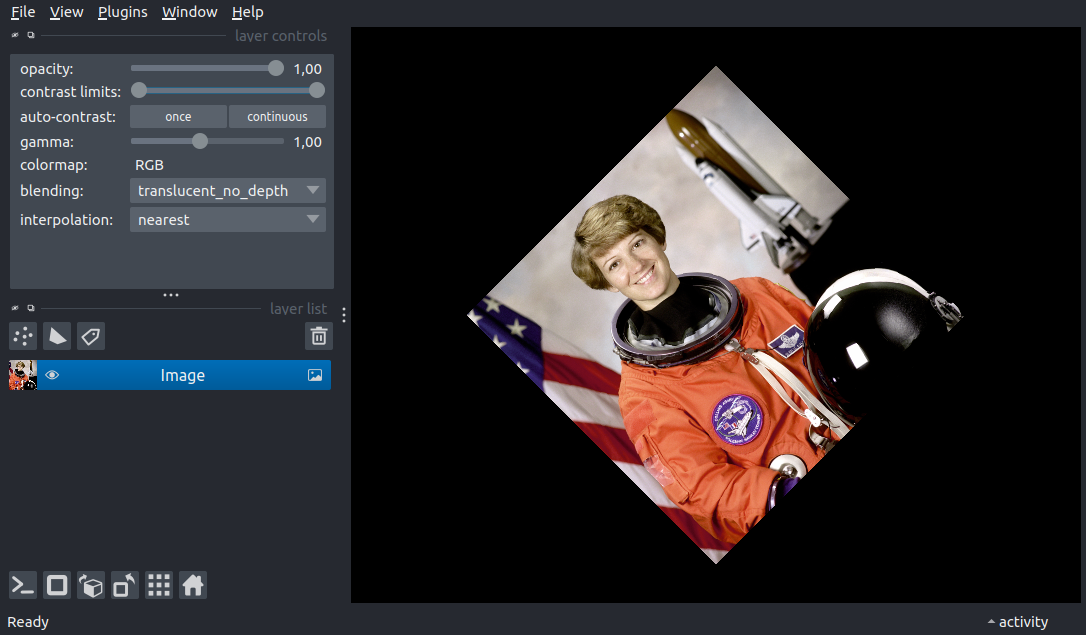 File View Plugins Window Help
layer controls
opacity: 1,00
contrast limits:
auto-contrast: once continuous
gamma: 1,00
colormap: RGB
blending: translucent_no_depth
interpolation: nearest
layer list
Image
Ready
activity